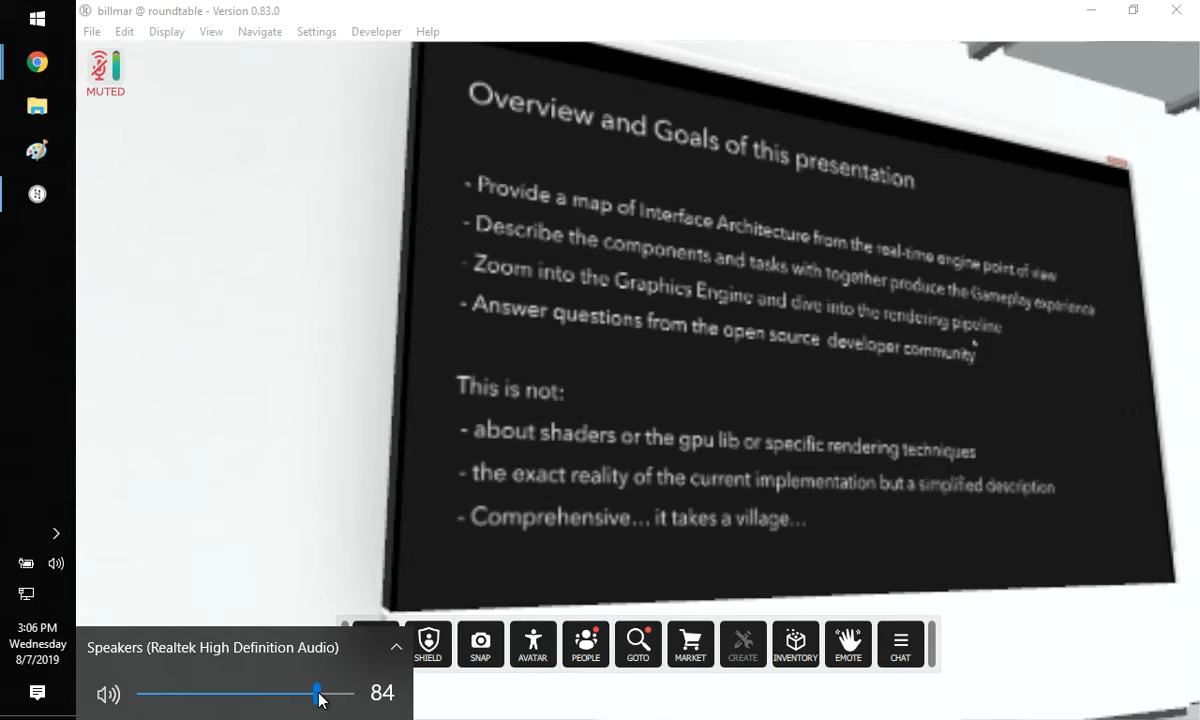 billmar @ roundtable - Version 0.83.0
File Edit Display View Navigate Settings Developer Help
MUTED
Overview and Goals of this presentation
- Provide a map of Interface Architecture from the real-time engine point of view
- Describe the components and tasks with together produce the Gameplay experience
- Zoom into the Graphics Engine and dive into the rendering pipeline
- Answer questions from the open source developer community
This is not:
- about shaders or the gpu lib or specific rendering techniques
- the exact reality of the current implementation but a simplified description
- Comprehensive... it takes a village...
3:06 PM
Wednesday
8/7/2019
Speakers (Realtek High Definition Audio)
84
SHIELD SNAP AVATAR PEOPLE GOTO MARKET CREATE INVENTORY EMOTE CHAT